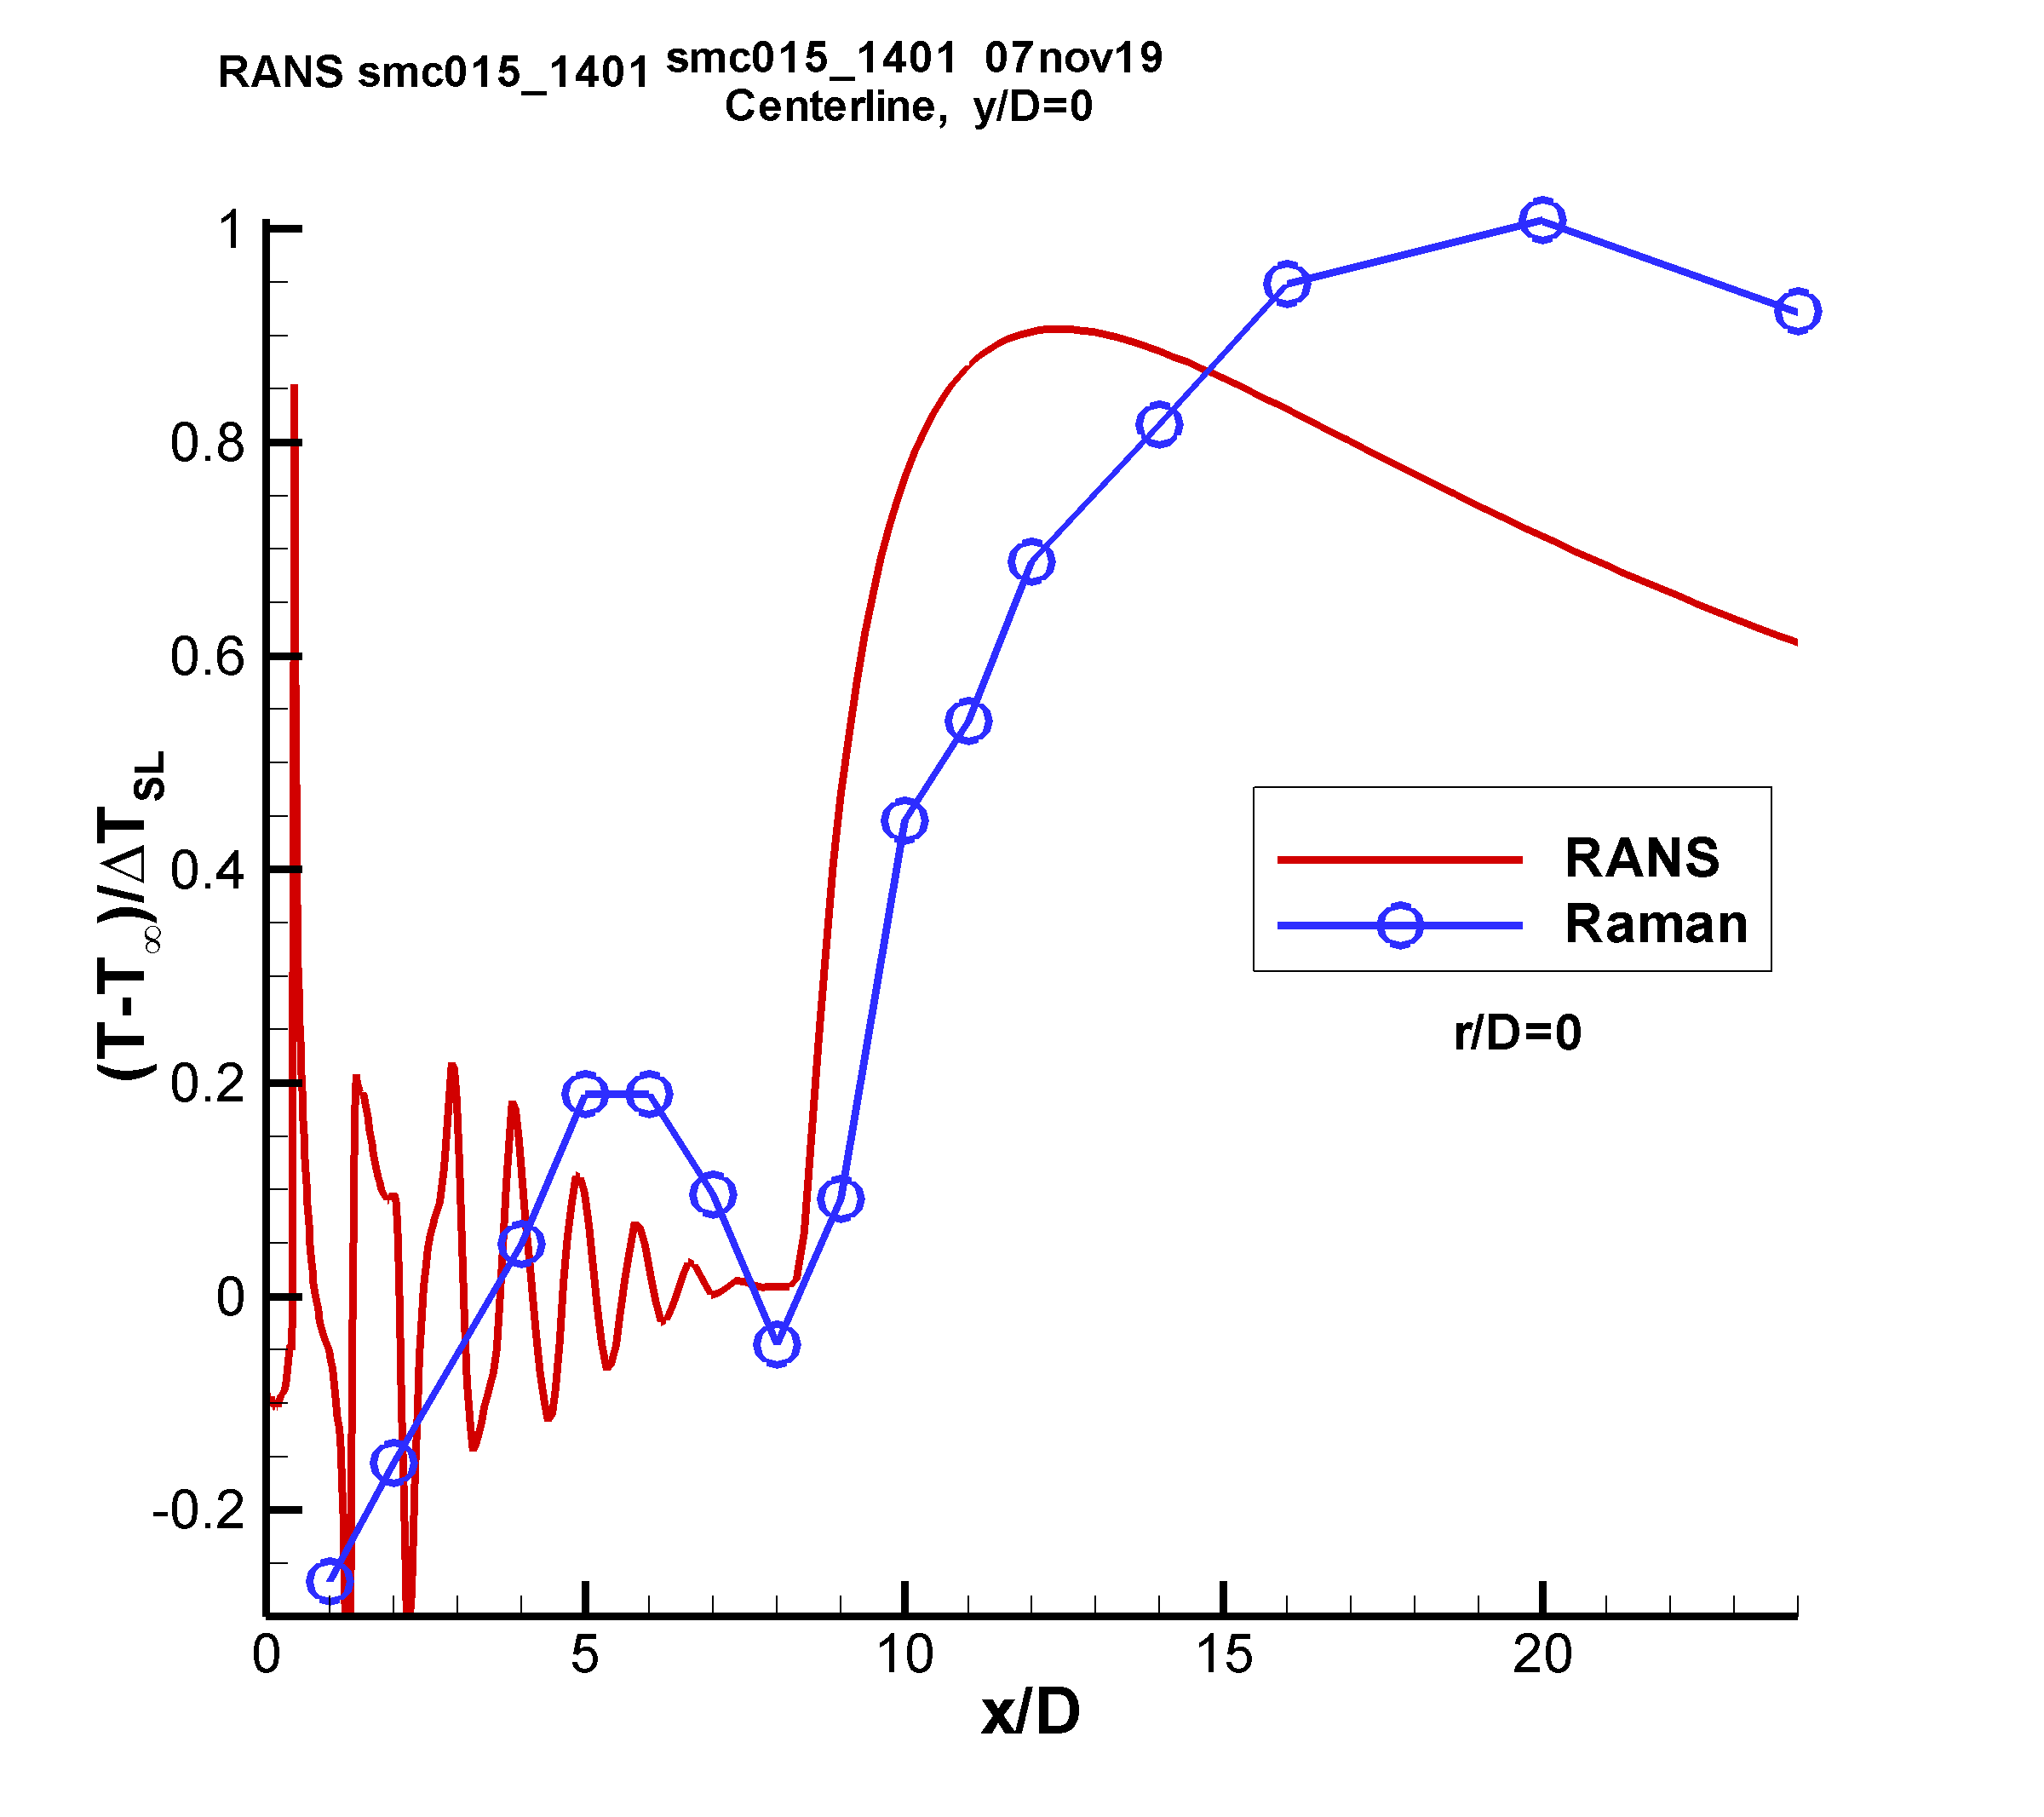 RANS smc015_1401 smc015_1401 07nov19
Centerline, y/D=0
1
0.8
0.6
0.4
0.2
0
-0.2
(T-T∞)/ΔTSL
RANS
Raman
r/D=0
0 5 10 15 20
x/D